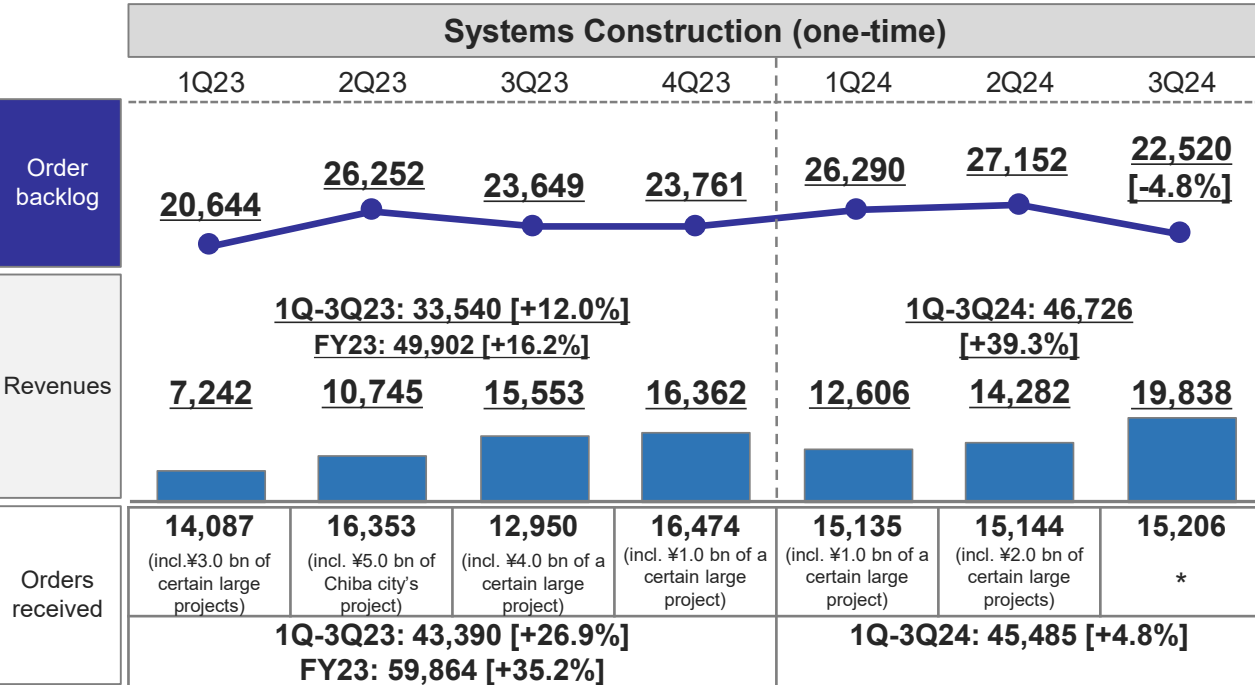 Systems Construction (one-time)
1Q23 2Q23 3Q23 4Q23 1Q24 2Q24 3Q24
Order
backlog
20,644 26,252 23,649 23,761 26,290 27,152 22,520
[-4.8%]
Revenues
1Q-3Q23: 33,540 [+12.0%]
FY23: 49,902 [+16.2%]
1Q-3Q24: 46,726
[+39.3%]
7,242 10,745 15,553 16,362 12,606 14,282 19,838
Orders
received
14,087
(incl.¥3.0 bn of
certain large
projects)
16,353
(incl. ¥5.0 bn of
Chiba city's
project)
12,950
(incl. ¥4.0 bn of a
certain large
project)
16,474
(incl. ¥1.0 bn of a
certain large
project)
15,135
(incl. ¥1.0 bn of a
certain large
project)
15,144
(incl. ¥2.0 bn of
certain large
projects)
15,206
*
1Q-3Q23: 43,390 [+26.9%]
FY23: 59,864 [+35.2%]
1Q-3Q24: 45,485 [+4.8%]